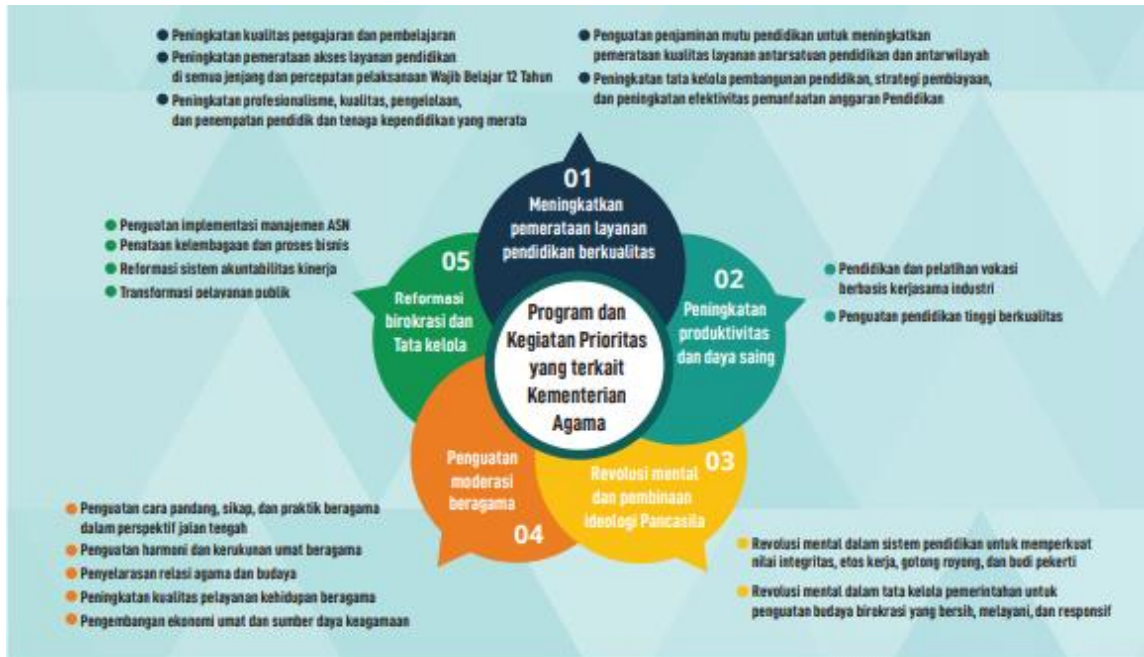 ● Peningkatan kualitas pengajaran dan pembelajaran
● Peningkatan pemerataan akses layanan pendidikan
di semua jenjang dan percepatan pelaksanaan Wajib Belajar 12 Tahun
● Peningkatan profesionalisme, kualitas, pengelolaan,
dan penempatan pendidik dan tenaga kependidikan yang merata
● Penguatan penjaminan mutu pendidikan untuk meningkatkan
pemerataan kualitas layanan antarsatuan pendidikan dan antarwilayah
● Peningkatan tata kelola pembangunan pendidikan, strategi pembiayaan,
dan peningkatan efektivitas pemanfaatan anggaran Pendidikan
01
Meningkatkan
pemerataan layanan
pendidikan berkualitas
02
Peningkatan
produktivitas
dan daya saing
● Pendidikan dan pelatihan vokasi
berbasis kerjasama industri
● Penguatan pendidikan tinggi berkualitas
03
Revolusi mental
dan pembinaan
ideologi Pancasila
● Revolusi mental dalam sistem pendidikan untuk memperkuat
nilai integritas, etos kerja, gotong royong, dan budi pekerti
● Revolusi mental dalam tata kelola pemerintahan untuk
penguatan budaya birokrasi yang bersih, melayani, dan responsif
Penguatan
moderasi
beragama
04
● Penguatan cara pandang, sikap, dan praktik beragama
dalam perspektif jalan tengah
● Penguatan harmoni dan kerukunan umat beragama
● Penyelarasan relasi agama dan budaya
● Peningkatan kualitas pelayanan kehidupan beragama
● Pengembangan ekonomi umat dan sumber daya keagamaan
05
Reformasi
birokrasi dan
Tata kelola
● Penguatan implementasi manajemen ASN
● Penataan kelembagaan dan proses bisnis
● Reformasi sistem akuntabilitas kinerja
● Transformasi pelayanan publik
Program dan
Kegiatan Prioritas
yang terkait
Kementerian
Agama